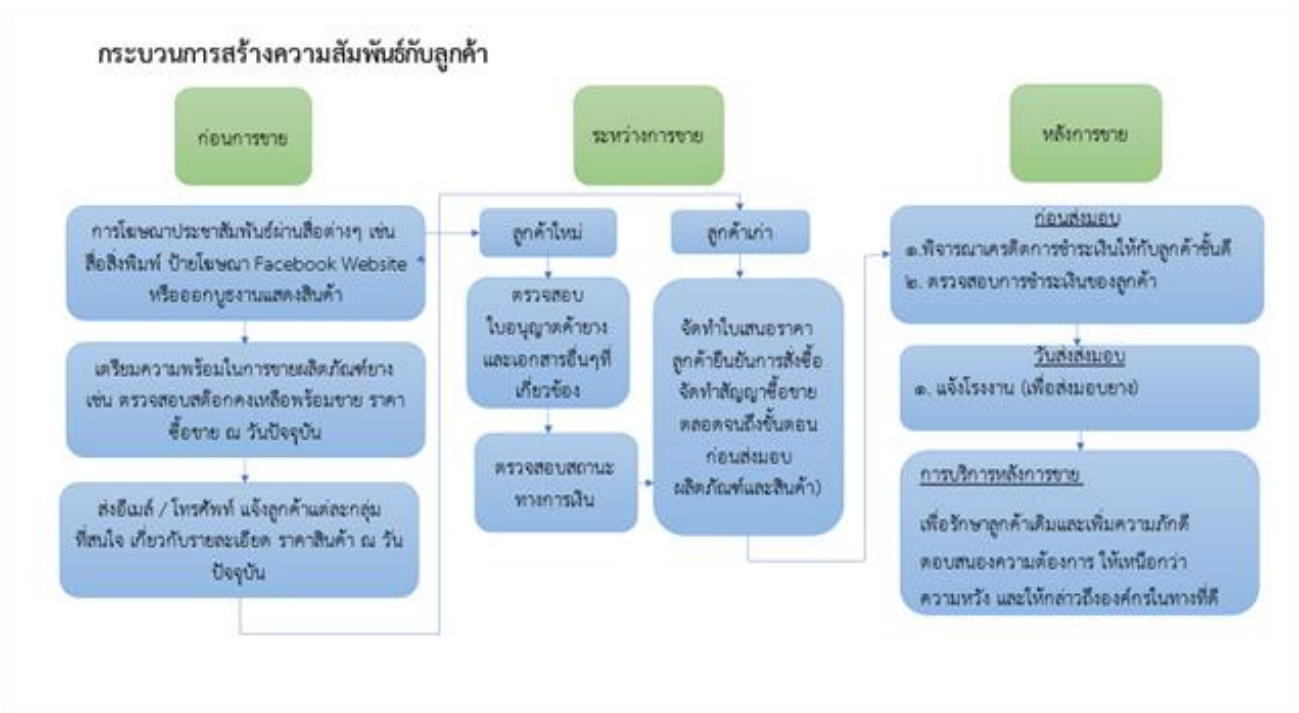 กระบวนการสร้างความสัมพันธ์กับลูกค้า
ก่อนการขาย
การโฆษณาประชาสัมพันธ์ผ่านสื่อต่างๆ เช่น
สื่อสิ่งพิมพ์ ป้ายโฆษณา Facebook Website
หรือออกบูธงานแสดงสินค้า
เตรียมความพร้อมในการขายผลิตภัณฑ์ยาง
เช่น ตรวจสอบสต๊อกคงเหลือพร้อมขาย ราคา
ซื้อขาย ณ วันปัจจุบัน
ส่งอีเมล์ / โทรศัพท์ แจ้งลูกค้าแต่ละกลุ่ม
ที่สนใจ เกี่ยวกับรายละเอียด ราคาสินค้า ณ วัน
ปัจจุบัน
ระหว่างการขาย
ลูกค้าใหม่
ตรวจสอบ
ใบอนุญาตค้ายาง
และเอกสารอื่นๆที่
เกี่ยวข้อง
ตรวจสอบสถานะ
ทางการเงิน
ลูกค้าเก่า
จัดทำใบเสนอราคา
ลูกค้ายืนยันการสั่งซื้อ
จัดทำสัญญาซื้อขาย
ตลอดจนถึงขั้นตอน
ก่อนส่งมอบ
ผลิตภัณฑ์และสินค้า)
หลังการขาย
ก่อนส่งมอบ
๑.พิจารณาเครดิตการชำระเงินให้กับลูกค้าชั้นดี
๒. ตรวจสอบการชำระเงินของลูกค้า
วันส่งส่งมอบ
๑. แจ้งโรงงาน (เพื่อส่งมอบยาง)
การบริการหลังการขาย
เพื่อรักษาลูกค้าเดิมและเพิ่มความภักดี
ตอบสนองความต้องการ ให้เหนือกว่า
ความหวัง และให้กล่าวถึงองค์กรในทางที่ดี